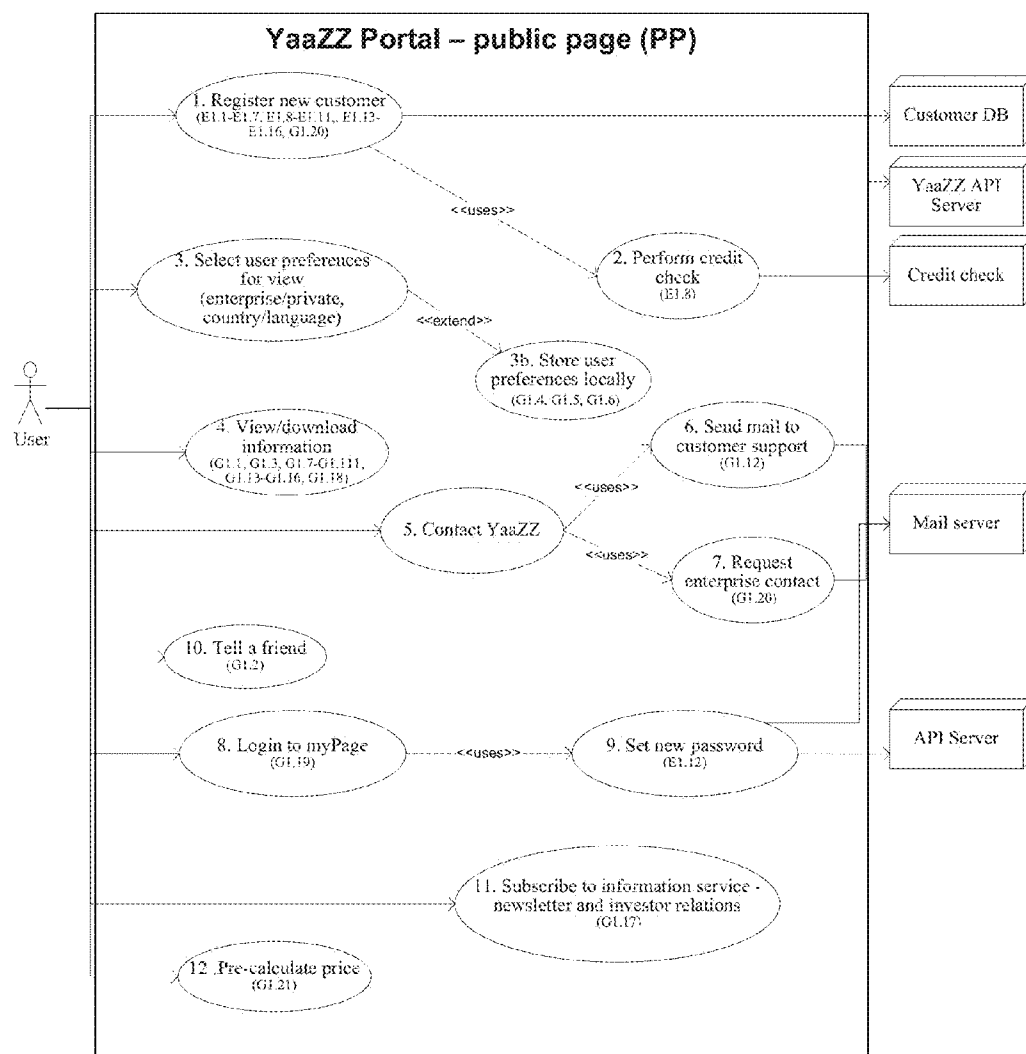 YaaZZ Portal – public page (PP)
1. Register new customer
(E1.1-E1.7, E1.8-E1.11,, E1.13-
E1.16, G1.20)
Customer DB
YaaZZ API
Server
<<uses>>
3. Select user preferences
for view
(enterprise/private,
country/language)
2. Perform credit
check
(E1.8)
Credit check
<<extend>>
3b. Store user
preferences locally
(G1.4, G1.5, G1.6)
User
4. View/download
information
(G1.1, G1.3, G1.7-G1.111,
G1.13-G1.16, G1.18)
6. Send mail to
customer support
(G1.12)
<<uses>>
5. Contact YaaZZ
Mail server
<<uses>>
7. Request
enterprise contact
(G1.20)
10. Tell a friend
(G1.2)
8. Login to myPage
(G1.19)
<<uses>>
9. Set new password
(E1.12)
API Server
11. Subscribe to information service -
newsletter and investor relations
(G1.17)
12 .Pre-calculate price
(G1.21)